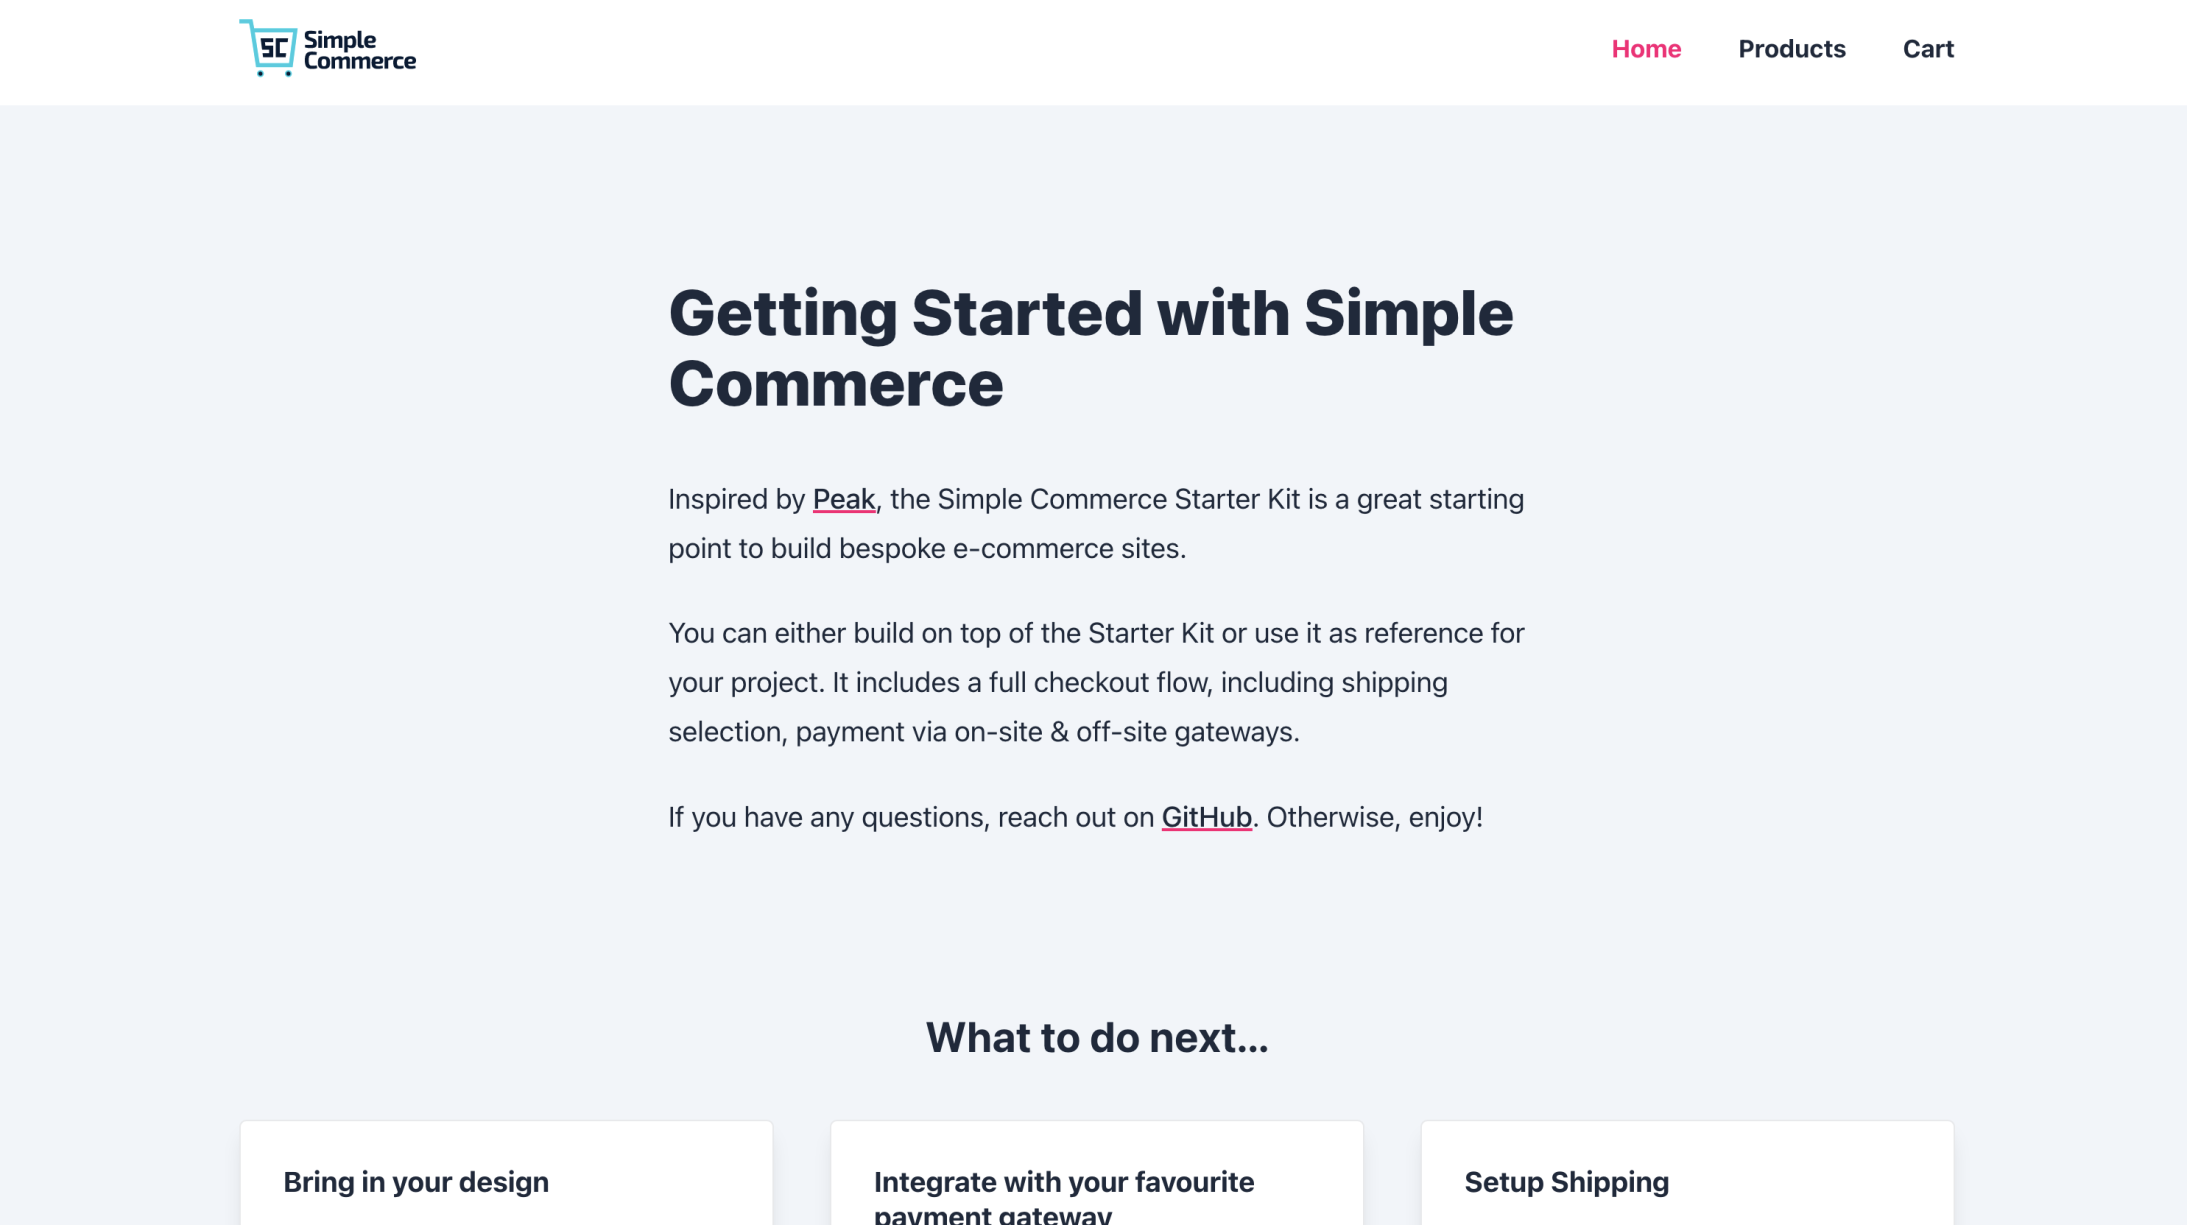 SC Simple
Commerce
Home Products Cart
Getting Started with Simple
Commerce
Inspired by Peak, the Simple Commerce Starter Kit is a great starting
point to build bespoke e-commerce sites.
You can either build on top of the Starter Kit or use it as reference for
your project. It includes a full checkout flow, including shipping
selection, payment via on-site & off-site gateways.
If you have any questions, reach out on GitHub. Otherwise, enjoy!
What to do next...
Bring in your design
Integrate with your favourite
payment gateway
Setup Shipping